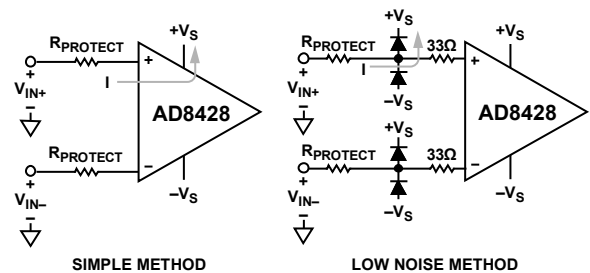 +VS
RPROTECT
+
VIN+
+
–
I
AD8428
RPROTECT
–
VIN–
+
–
–VS
SIMPLE METHOD
+VS
+VS
RPROTECT
33Ω
+
VIN+
+
–
I
–VS
AD8428
+VS
RPROTECT
33Ω
–
VIN–
+
–
–VS
–VS
LOW NOISE METHOD